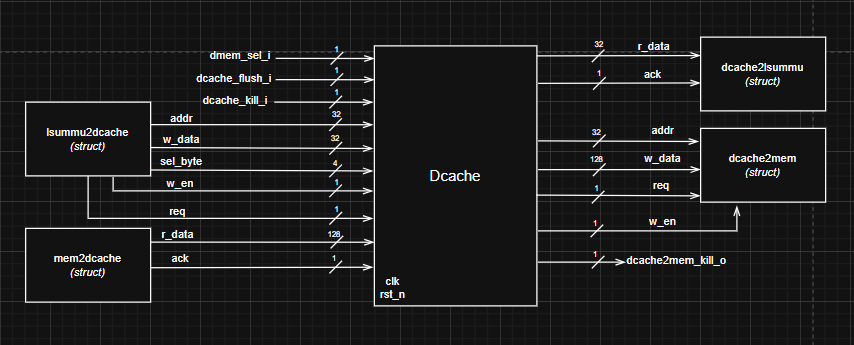 dmem_sel_i
1
dcache_flush_i
1
dcache_kill_i
1
lsummu2dcache
(struct)
addr
32
w_data
32
sel_byte
4
w_en
1
req
1
mem2dcache
(struct)
r_data
128
ack
1
Dcache
clk
rst_n
32
r_data
1
ack
dcache2lsummu
(struct)
32
addr
128
w_data
1
req
1
w_en
dcache2mem
(struct)
1
dcache2mem_kill_o